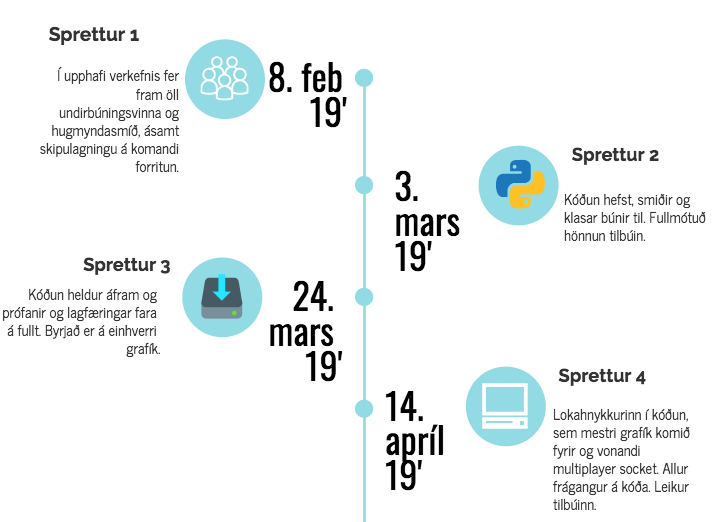 Sprettur 1
Í upphafi verkefnis fer
fram öll
undirbúningsvinna og
hugmyndasmíð, ásamt
skipulagningu á komandi
forritun.
8. feb
19'
Sprettur 2
Kóðun hefst, smiðir og
klasar búnir til. Fullmótuð
hönnun tilbúin.
3.
mars
19'
Sprettur 3
Kóðun heldur áfram og
prófanir og lagfæringar fara
á fullt. Byrjað er á einhverri
grafík.
24.
mars
19'
Sprettur 4
Lokahnykkurinn í kóðun,
sem mestri grafík komið
fyrir og vonandi
multiplayer socket. Allur
frágangur á kóða. Leikur
tilbúinn.
14.
apríl
19'